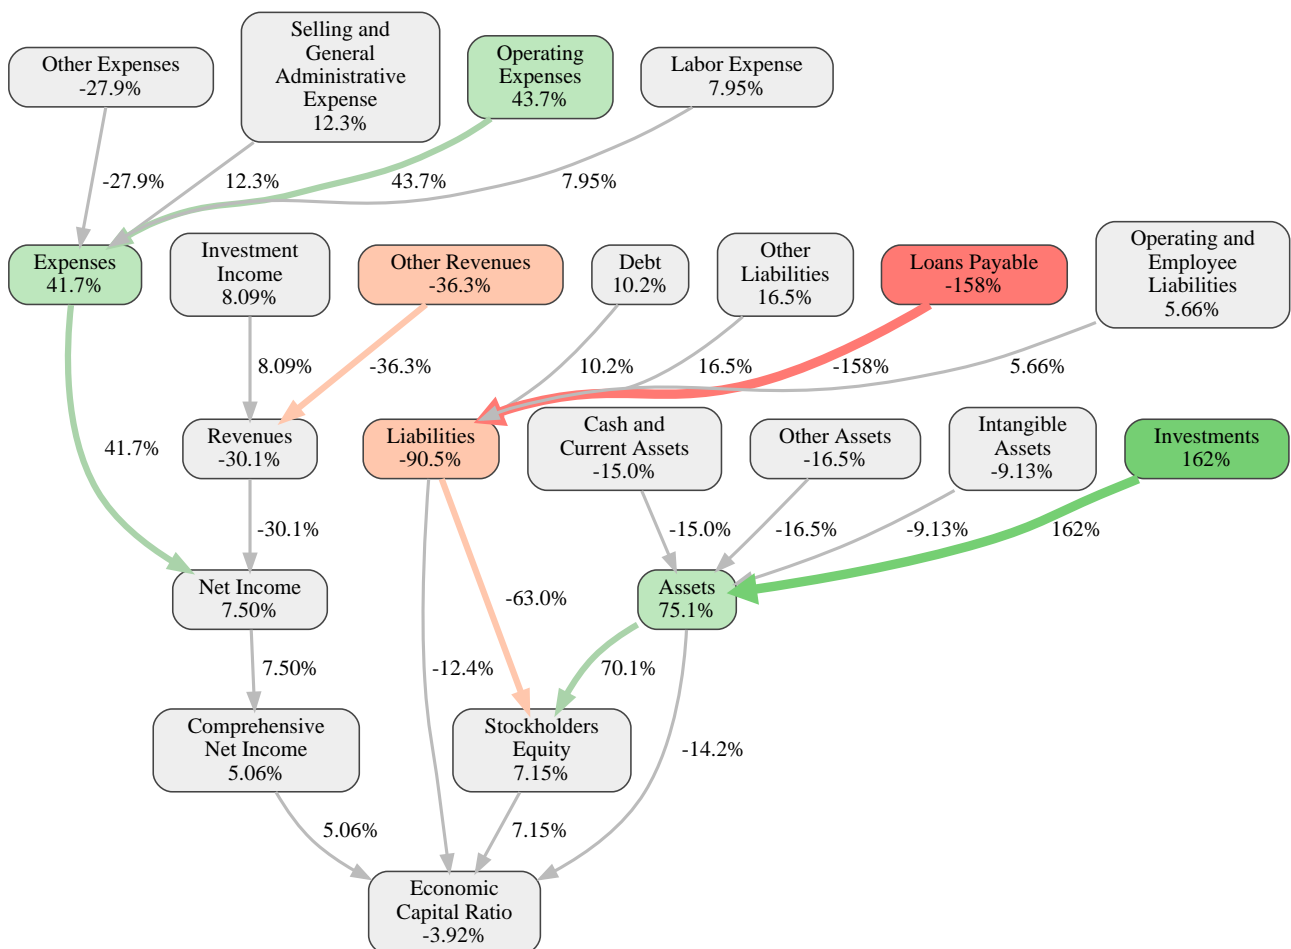 Other Expenses
-27.9%
Selling and
General
Administrative
Expense
12.3%
Operating
Expenses
43.7%
Labor Expense
7.95%
-27.9%
12.3%
43.7%
7.95%
Expenses
41.7%
Investment
Income
8.09%
Other Revenues
-36.3%
Debt
10.2%
Other
Liabilities
16.5%
Loans Payable
-158%
Operating and
Employee
Liabilities
5.66%
8.09%
-36.3%
10.2%
16.5%
-158%
5.66%
41.7%
Revenues
-30.1%
Liabilities
-90.5%
Cash and
Current Assets
-15.0%
Other Assets
-16.5%
Intangible
Assets
-9.13%
Investments
162%
-30.1%
-15.0%
-16.5%
-9.13%
162%
Net Income
7.50%
-63.0%
Assets
75.1%
7.50%
-12.4%
70.1%
Comprehensive
Net Income
5.06%
Stockholders
Equity
7.15%
-14.2%
5.06%
7.15%
Economic
Capital Ratio
-3.92%